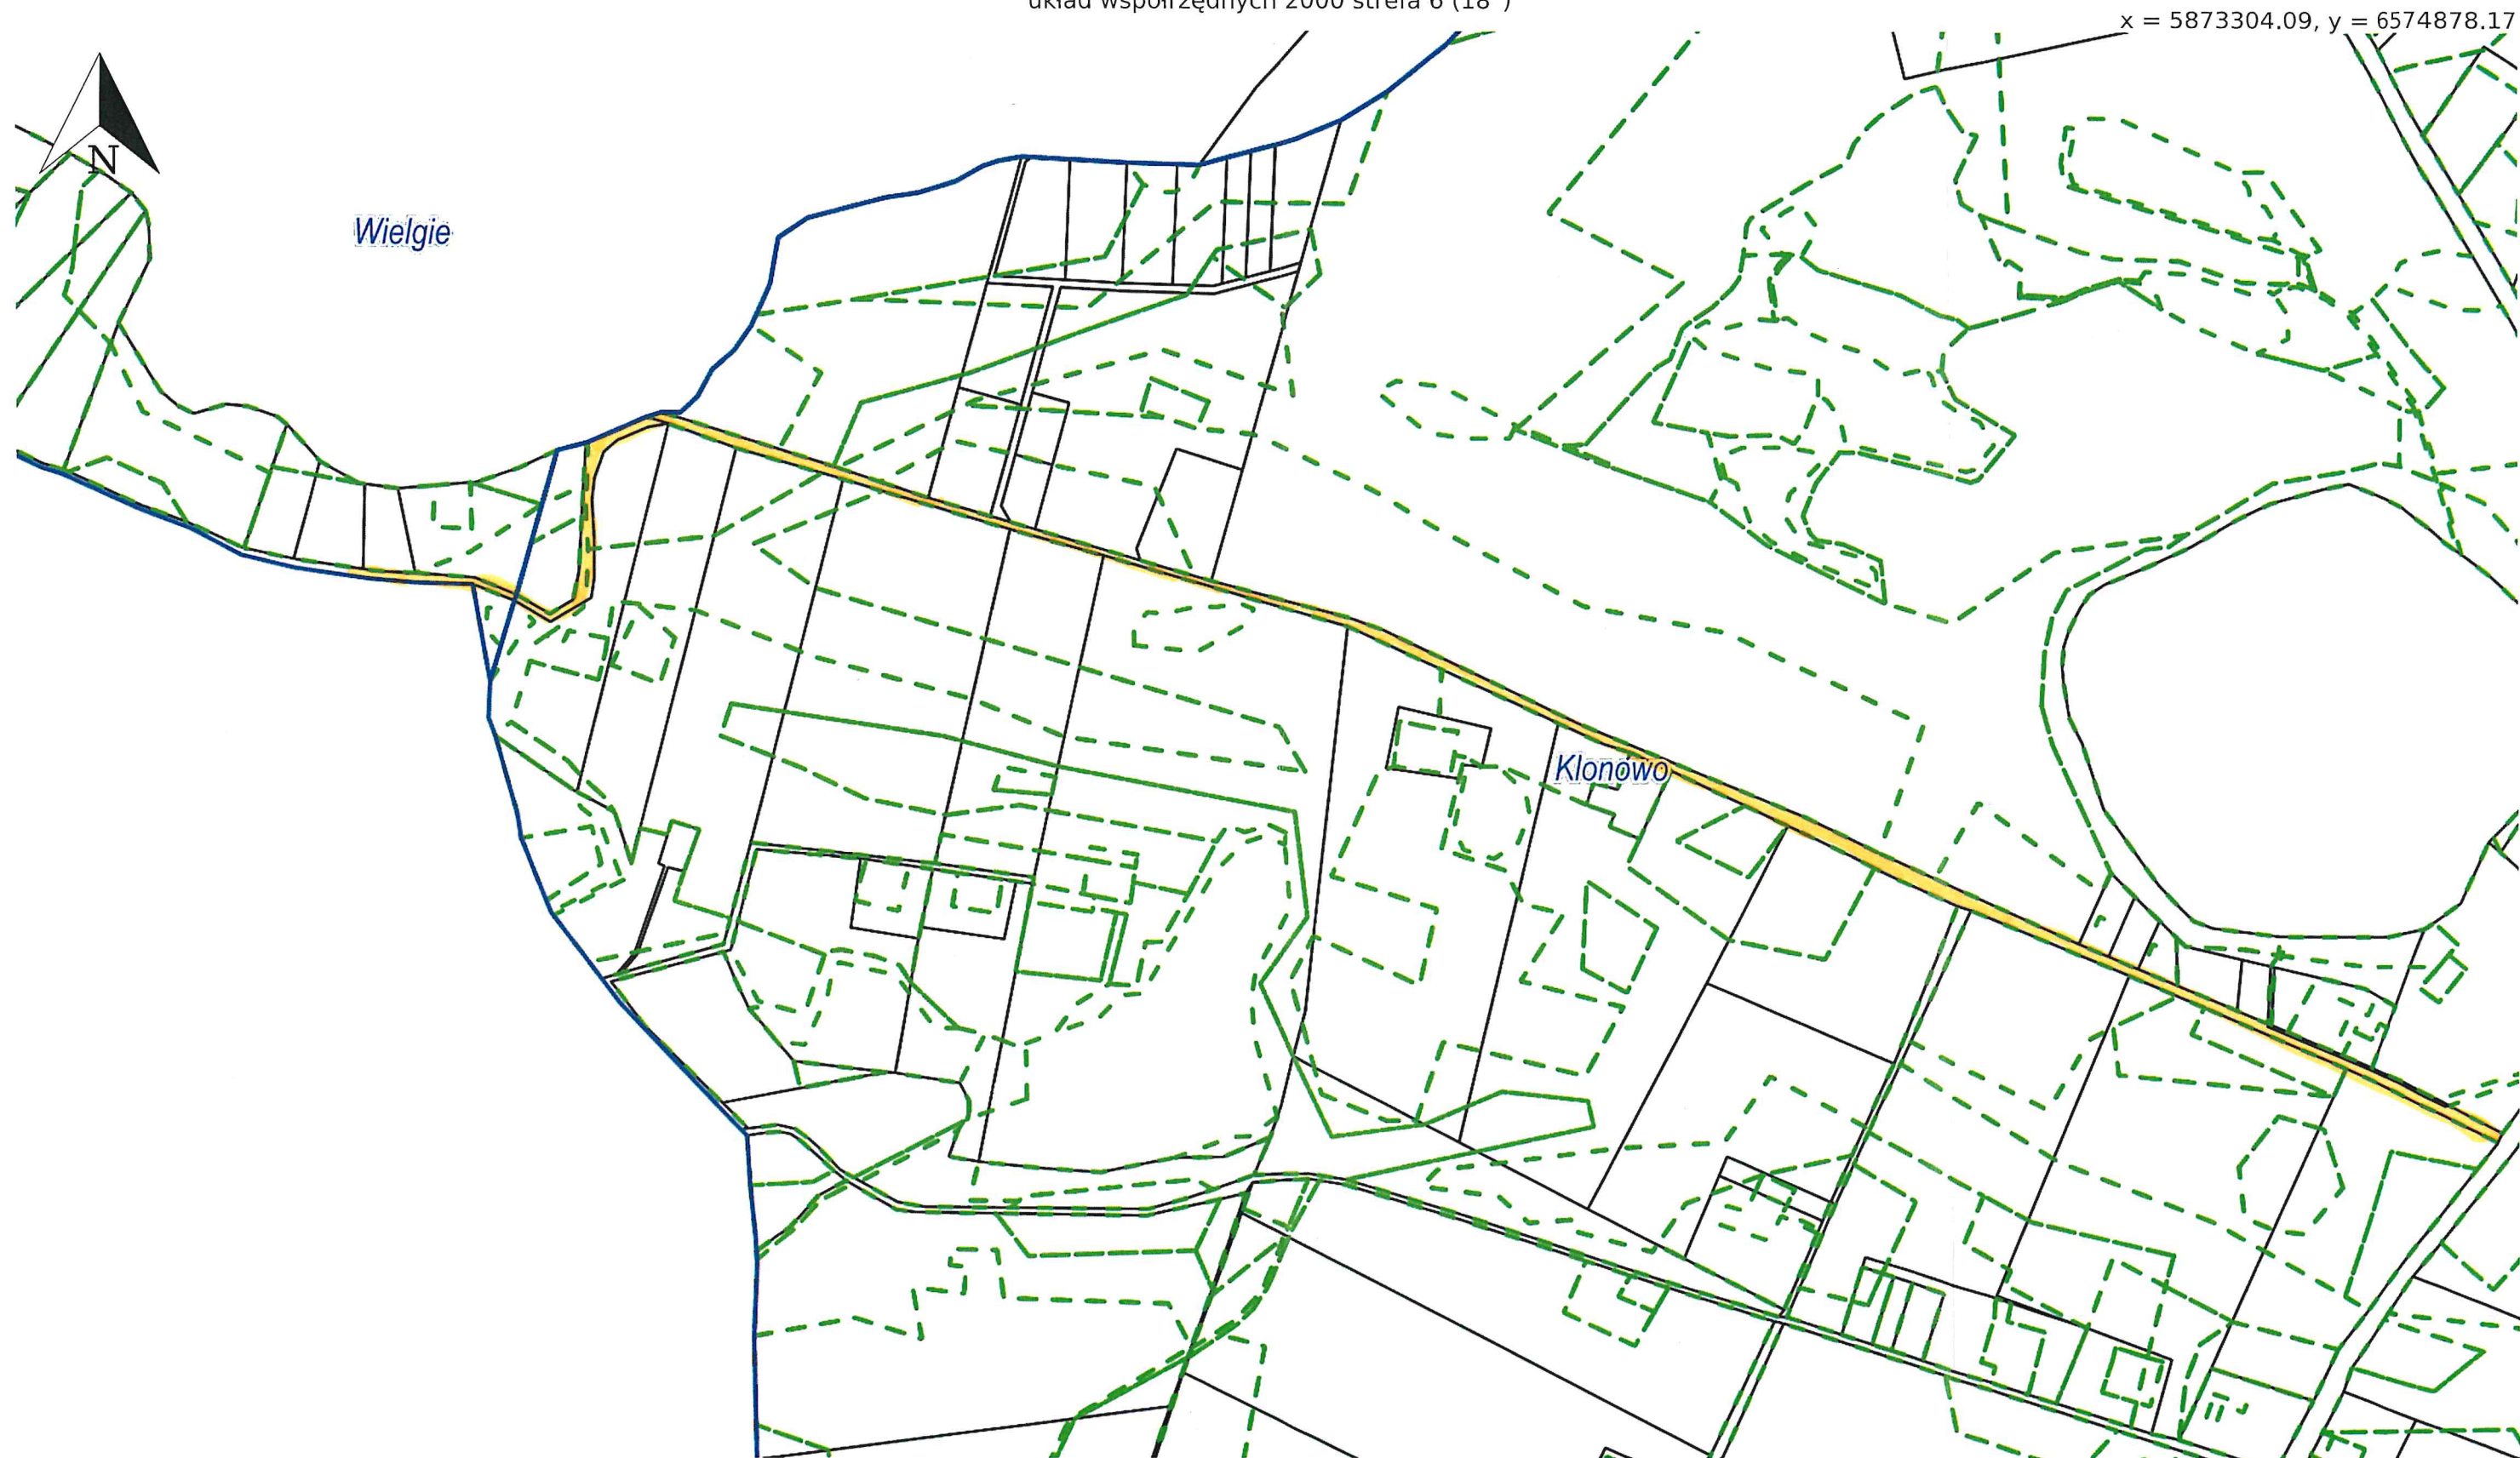 układ współrzędnych 2000 strefa 6 (18°)
x = 5873304.09, y = 6574878.17
N
Wielgie
Klonowo